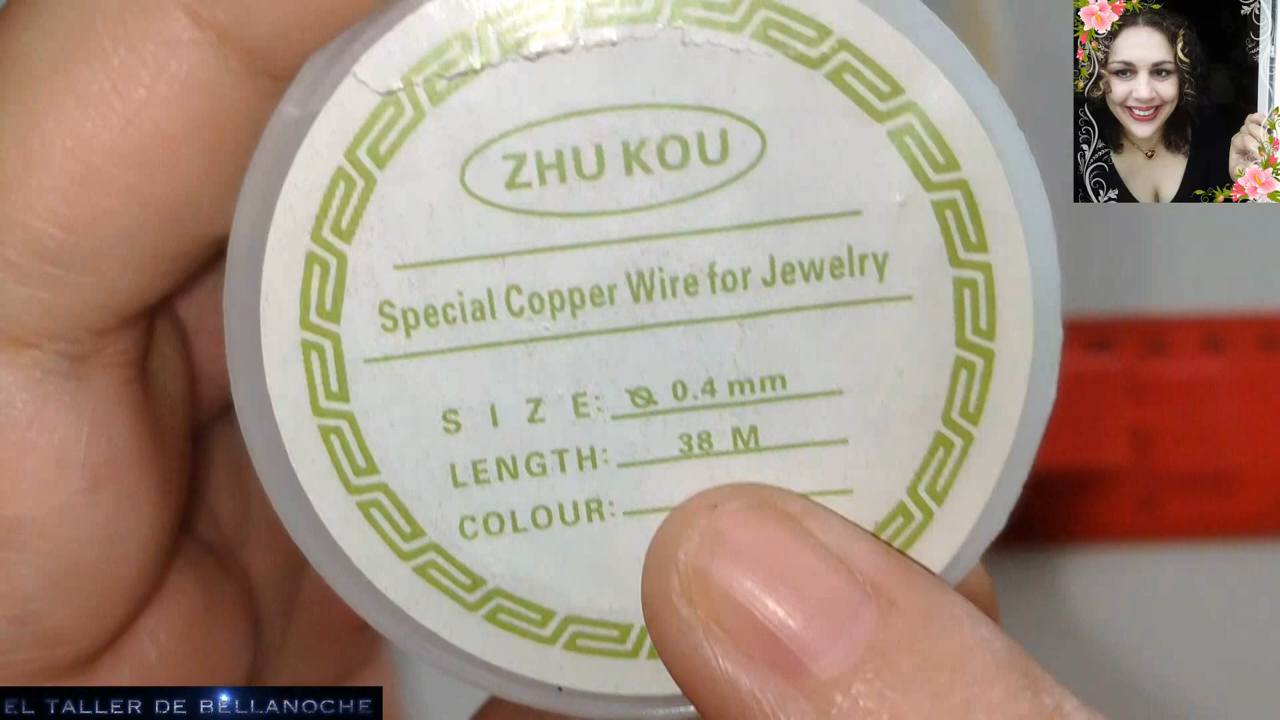 ZHU KOU
Special Copper Wire for Jewelry
SIZE: Ø 0.4 mm
LENGTH: 38 M
COLOUR:
EL TALLER DE BELLANOCHE